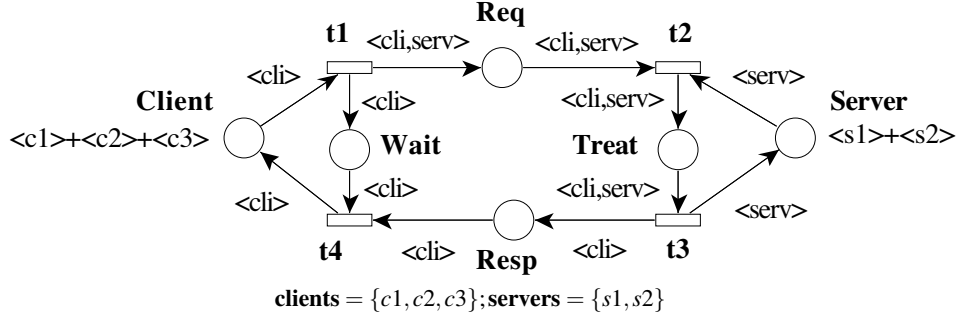 Req
t1
t2
<cli,serv>
<cli,serv>
<cli>
<serv>
Client
<cli>
<cli,serv>
Server
<c1>+<c2>+<c3>
Wait
Treat
<s1>+<s2>
<cli>
<cli>
<cli,serv>
<serv>
t4
<cli>
Resp
<cli>
t3
clients = {c1, c2, c3}; servers = {s1, s2}